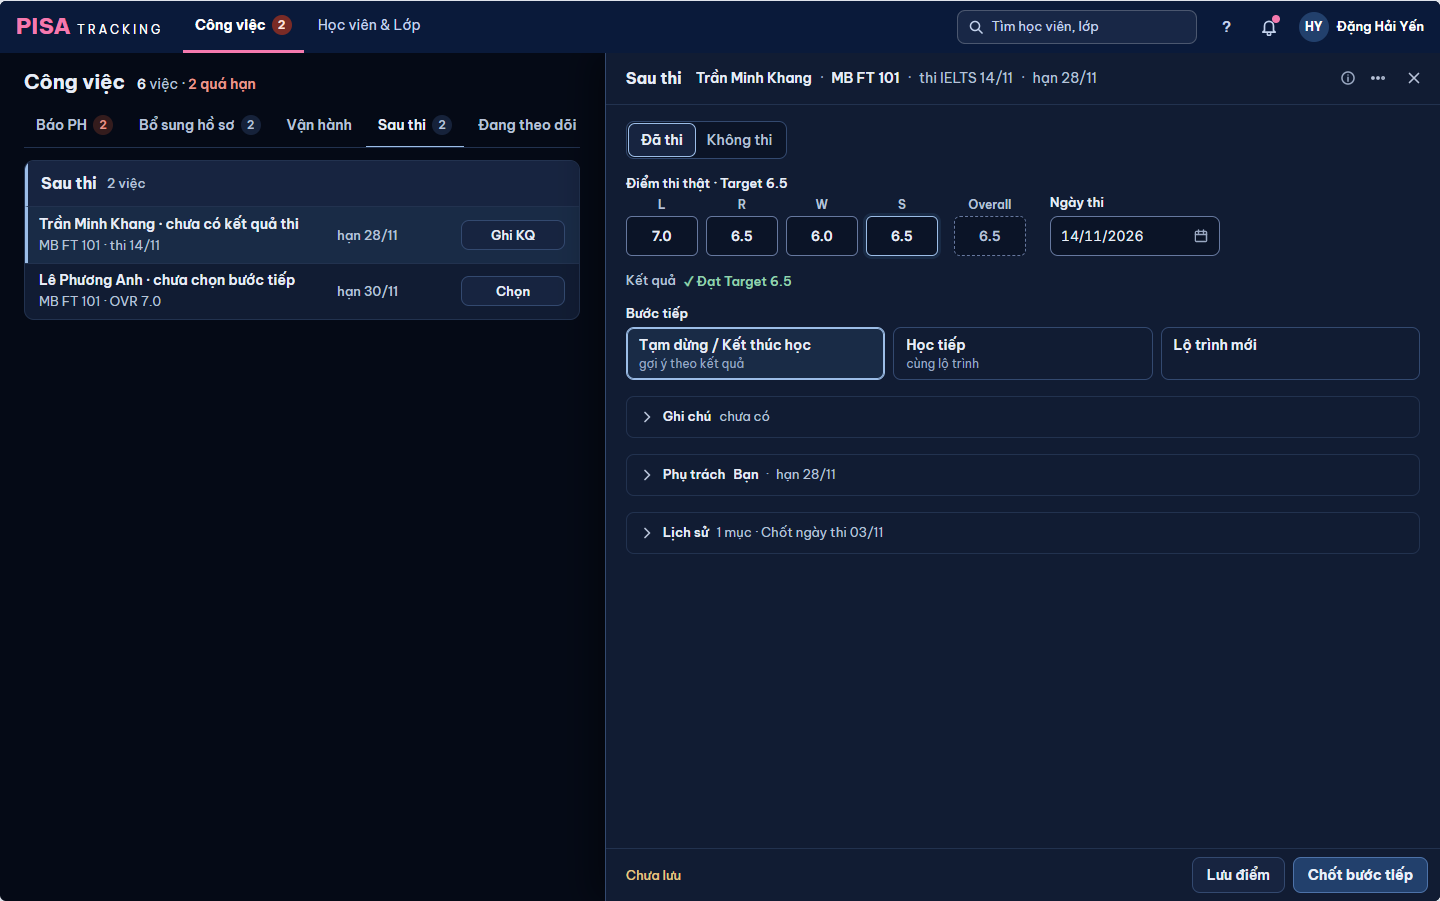 PISA TRACKING Công việc 2 Học viên & Lớp Tìm học viên, lớp ? HY Đặng Hải Yến
Công việc 6 việc · 2 quá hạn
Báo PH 2 Bổ sung hồ sơ 2 Vận hành Sau thi 2 Đang theo dõi
Sau thi 2 việc
Trần Minh Khang · chưa có kết quả thi
MB FT 101 · thi 14/11
hạn 28/11
Ghi KQ
Lê Phương Anh · chưa chọn bước tiếp
MB FT 101 · OVR 7.0
hạn 30/11
Chọn
Sau thi Trần Minh Khang · MB FT 101 · thi IELTS 14/11 · hạn 28/11
Đã thi Không thi
Điểm thi thật · Target 6.5
L R W S Overall Ngày thi
7.0 6.5 6.0 6.5 6.5 14/11/2026
Kết quả ✓ Đạt Target 6.5
Bước tiếp
Tạm dừng / Kết thúc học
gợi ý theo kết quả
Học tiếp
cùng lộ trình
Lộ trình mới
Ghi chú chưa có
Phụ trách Bạn · hạn 28/11
Lịch sử 1 mục · Chốt ngày thi 03/11
Chưa lưu Lưu điểm Chốt bước tiếp